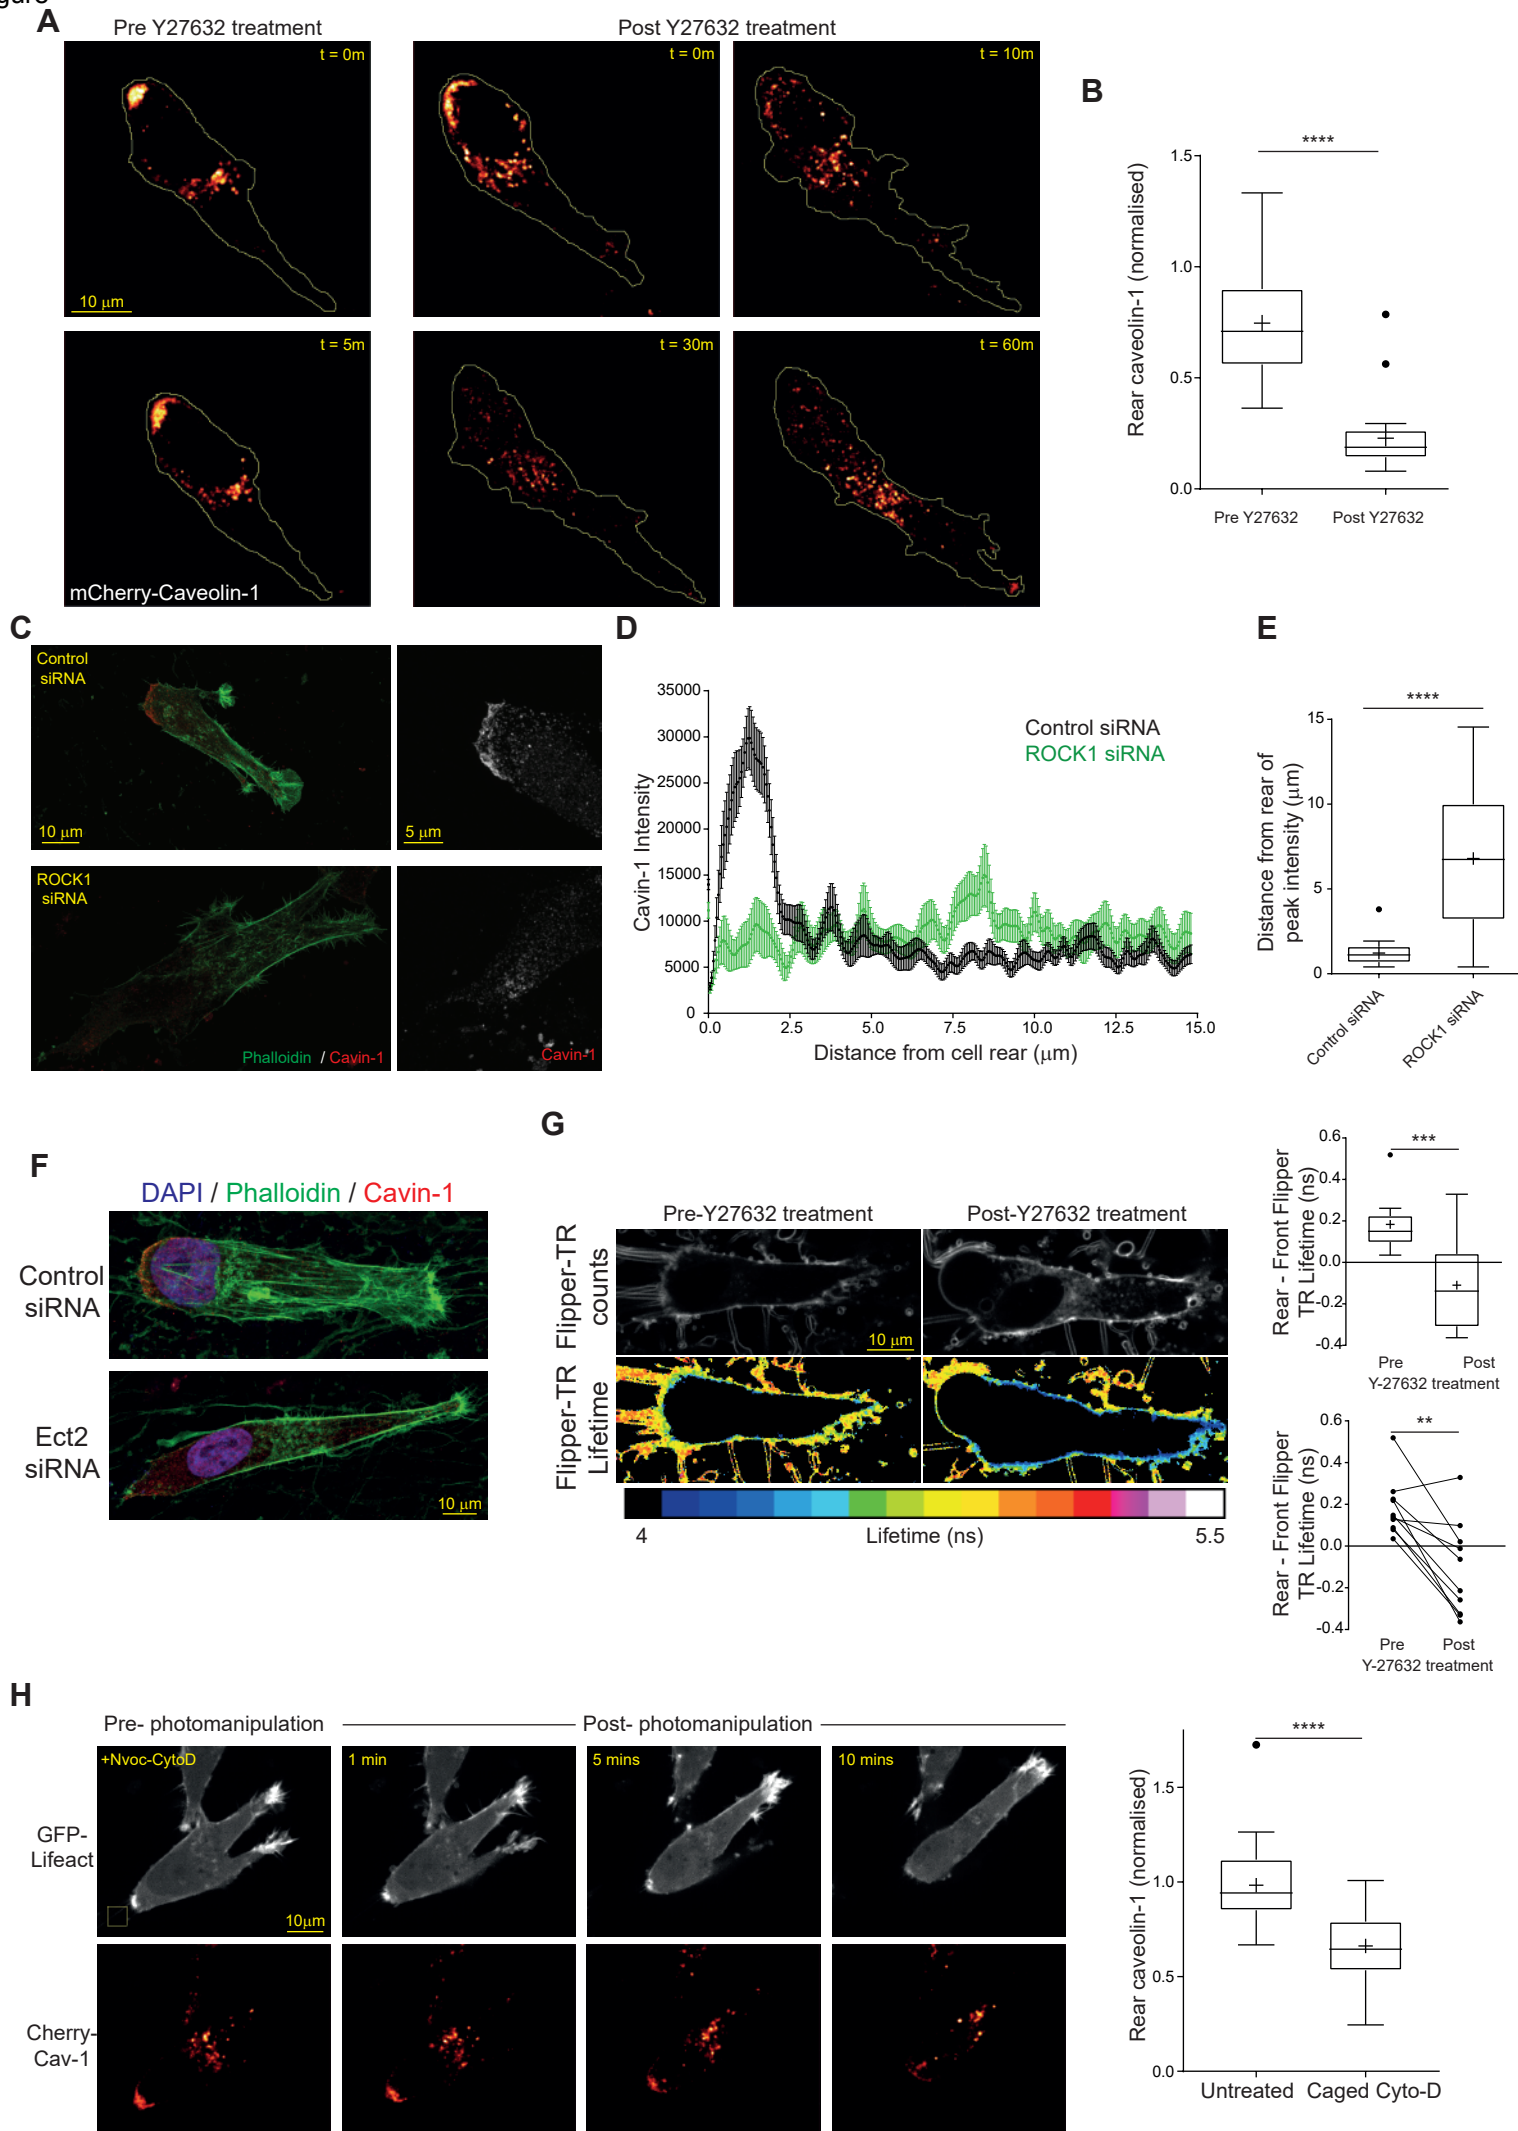 A
Pre Y27632 treatment
Post Y27632 treatment
t = 0m
t = 0m
t = 10m
10 μm
t = 5m
t = 30m
t = 60m
mCherry-Caveolin-1
B
****
Rear caveolin-1 (normalised)
1.5
1.0
0.5
0.0
Pre Y27632
Post Y27632
C
Control
siRNA
10 μm
5 μm
ROCK1
siRNA
Phalloidin / Cavin-1
Cavin-1
D
Cavin-1 Intensity
35000
30000
25000
20000
15000
10000
5000
0
Control siRNA
ROCK1 siRNA
0.0 2.5 5.0 7.5 10.0 12.5 15.0
Distance from cell rear (μm)
E
****
Distance from rear of
peak intensity (μm)
15
10
5
0
Control siRNA
ROCK1 siRNA
F
DAPI / Phalloidin / Cavin-1
Control
siRNA
Ect2
siRNA
10 μm
G
Pre-Y27632 treatment
Post-Y27632 treatment
Flipper-TR
counts
10 μm
Flipper-TR
Lifetime
4
Lifetime (ns)
5.5
***
Rear - Front Flipper
TR Lifetime (ns)
0.6
0.4
0.2
0.0
-0.2
-0.4
Pre
Post
Y-27632 treatment
**
Rear - Front Flipper
TR Lifetime (ns)
0.6
0.4
0.2
0.0
-0.2
-0.4
Pre
Post
Y-27632 treatment
H
Pre- photomanipulation
Post- photomanipulation
+Nvoc-CytoD
1 min
5 mins
10 mins
GFP-
Lifeact
10μm
Cherry-
Cav-1
****
Rear caveolin-1 (normalised)
1.5
1.0
0.5
0.0
Untreated
Caged Cyto-D